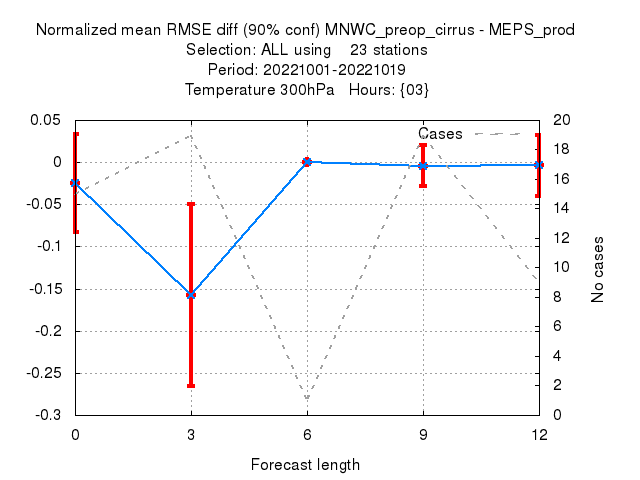 Normalized mean RMSE diff (90% conf) MNWC_preop_cirrus - MEPS_prod
Selection: ALL using    23 stations
Period: 20221001-20221019
Temperature 300hPa   Hours: {03}
Cases
0.05
0
-0.05
-0.1
-0.15
-0.2
-0.25
-0.3
20
18
16
14
12
10
8
6
4
2
0
No cases
0 3 6 9 12
Forecast length